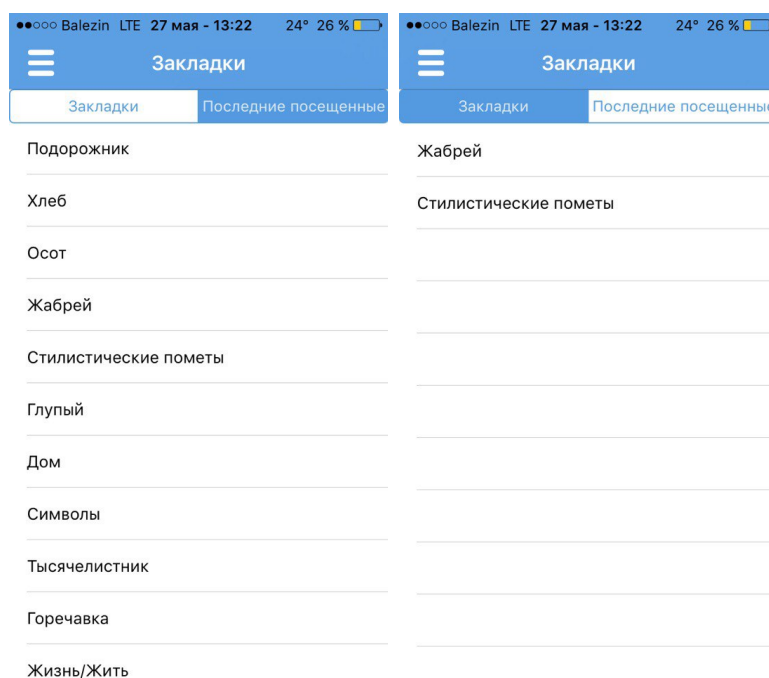 Balezin LTE 27 мая - 13:22 24° 26 %
Закладки
Закладки Последние посещенные
Подорожник
Хлеб
Осот
Жабрей
Стилистические пометы
Глупый
Дом
Символы
Тысячелистник
Горечавка
Жизнь/Жить
Balezin LTE 27 мая - 13:22 24° 26 %
Закладки
Закладки Последние посещенные
Жабрей
Стилистические пометы